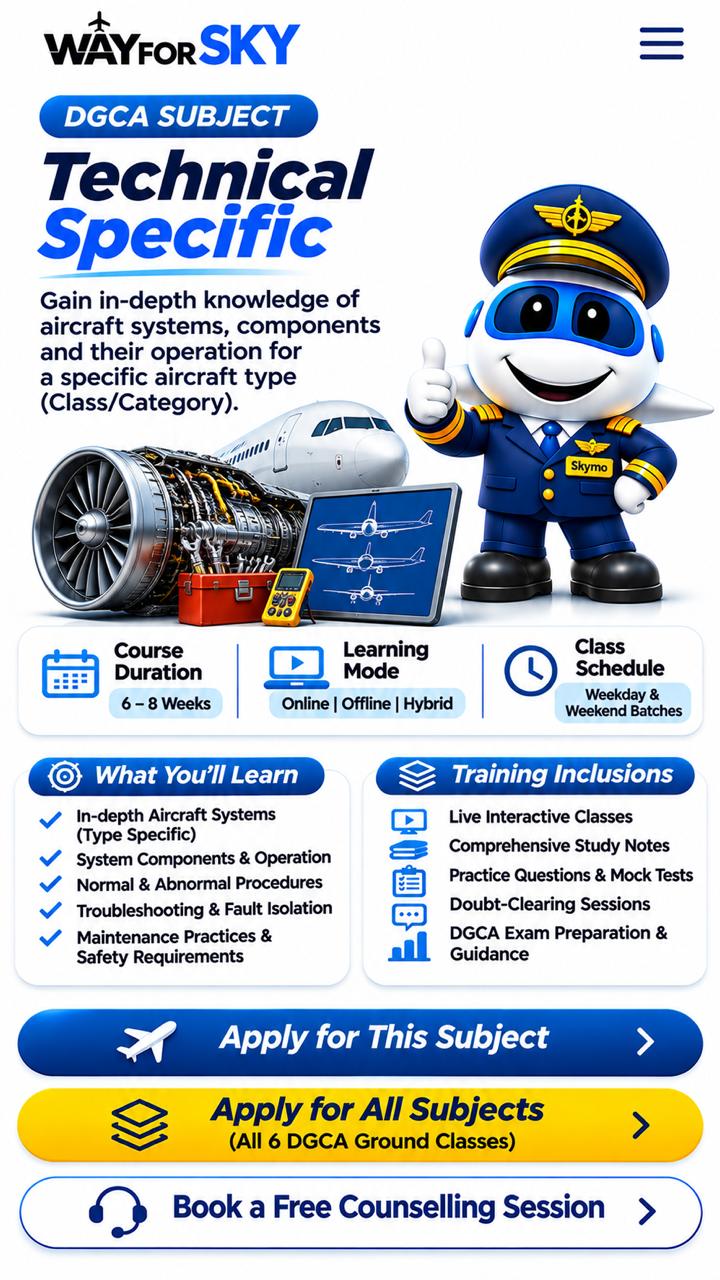 WAY FOR SKY
DGCA SUBJECT
Technical
Specific
Gain in-depth knowledge of
aircraft systems, components
and their operation for
a specific aircraft type
(Class/Category).
Skymo
Course
Duration
6 – 8 Weeks
Learning
Mode
Online | Offline | Hybrid
Class
Schedule
Weekday &
Weekend Batches
What You'll Learn
In-depth Aircraft Systems
(Type Specific)
System Components & Operation
Normal & Abnormal Procedures
Troubleshooting & Fault Isolation
Maintenance Practices &
Safety Requirements
Training Inclusions
Live Interactive Classes
Comprehensive Study Notes
Practice Questions & Mock Tests
Doubt-Clearing Sessions
DGCA Exam Preparation &
Guidance
Apply for This Subject
Apply for All Subjects
(All 6 DGCA Ground Classes)
Book a Free Counselling Session